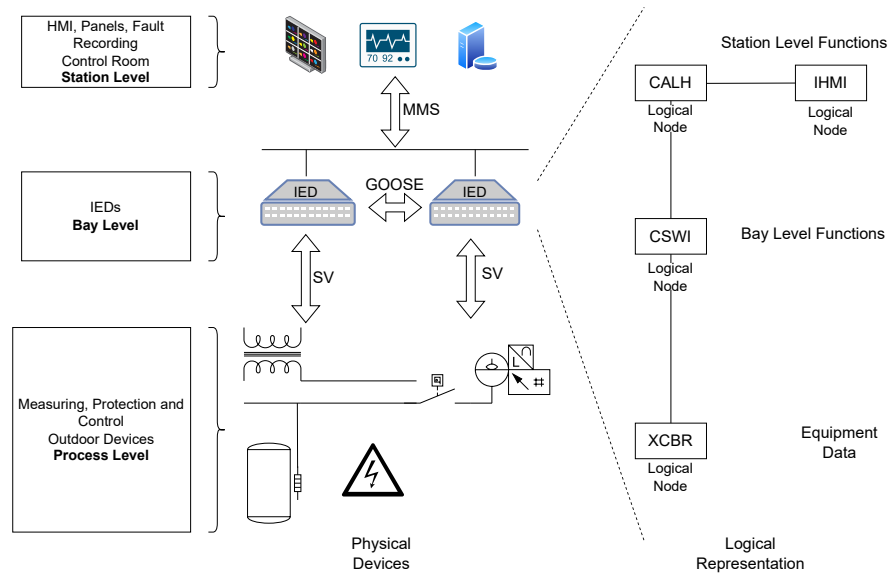 HMI, Panels, Fault
Recording
Control Room
Station Level
70 92
MMS
Station Level Functions
CALH
IHMI
Logical
Node
Logical
Node
IEDs
Bay Level
IED
GOOSE
IED
SV
SV
CSWI
Logical
Node
Bay Level Functions
Measuring, Protection and
Control
Outdoor Devices
Process Level
L
XCBR
Logical
Node
Equipment
Data
Physical
Devices
Logical
Representation